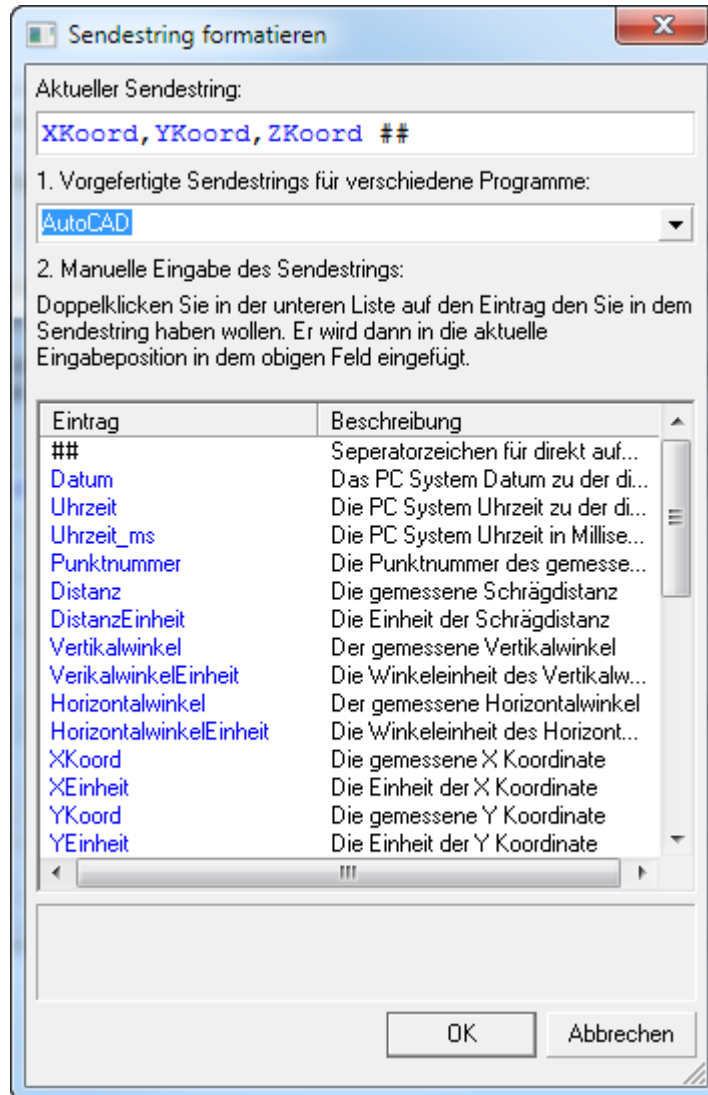 Sendestring formatieren
Aktueller Sendestring:
XKoord,YKoord,ZKoord ##
1. Vorgefertigte Sendestrings für verschiedene Programme:
AutoCAD
2. Manuelle Eingabe des Sendestrings:
Doppelklicken Sie in der unteren Liste auf den Eintrag den Sie in dem
Sendestring haben wollen. Er wird dann in die aktuelle
Eingabeposition in dem obigen Feld eingefügt.
Eintrag Beschreibung
## Seperatorzeichen für direkt auf...
Datum Das PC System Datum zu der di...
Uhrzeit Die PC System Uhrzeit zu der di...
Uhrzeit_ms Die PC System Uhrzeit in Millise...
Punktnummer Die Punktnummer des gemesse...
Distanz Die gemessene Schrägdistanz
DistanzEinheit Die Einheit der Schrägdistanz
Vertikalwinkel Der gemessene Vertikalwinkel
VerikalwinkelEinheit Die Winkeleinheit des Vertikalw...
Horizontalwinkel Der gemessene Horizontalwinkel
HorizontalwinkelEinheit Die Winkeleinheit des Horizont...
XKoord Die gemessene X Koordinate
XEinheit Die Einheit der X Koordinate
YKoord Die gemessene Y Koordinate
YEinheit Die Einheit der Y Koordinate
OK Abbrechen